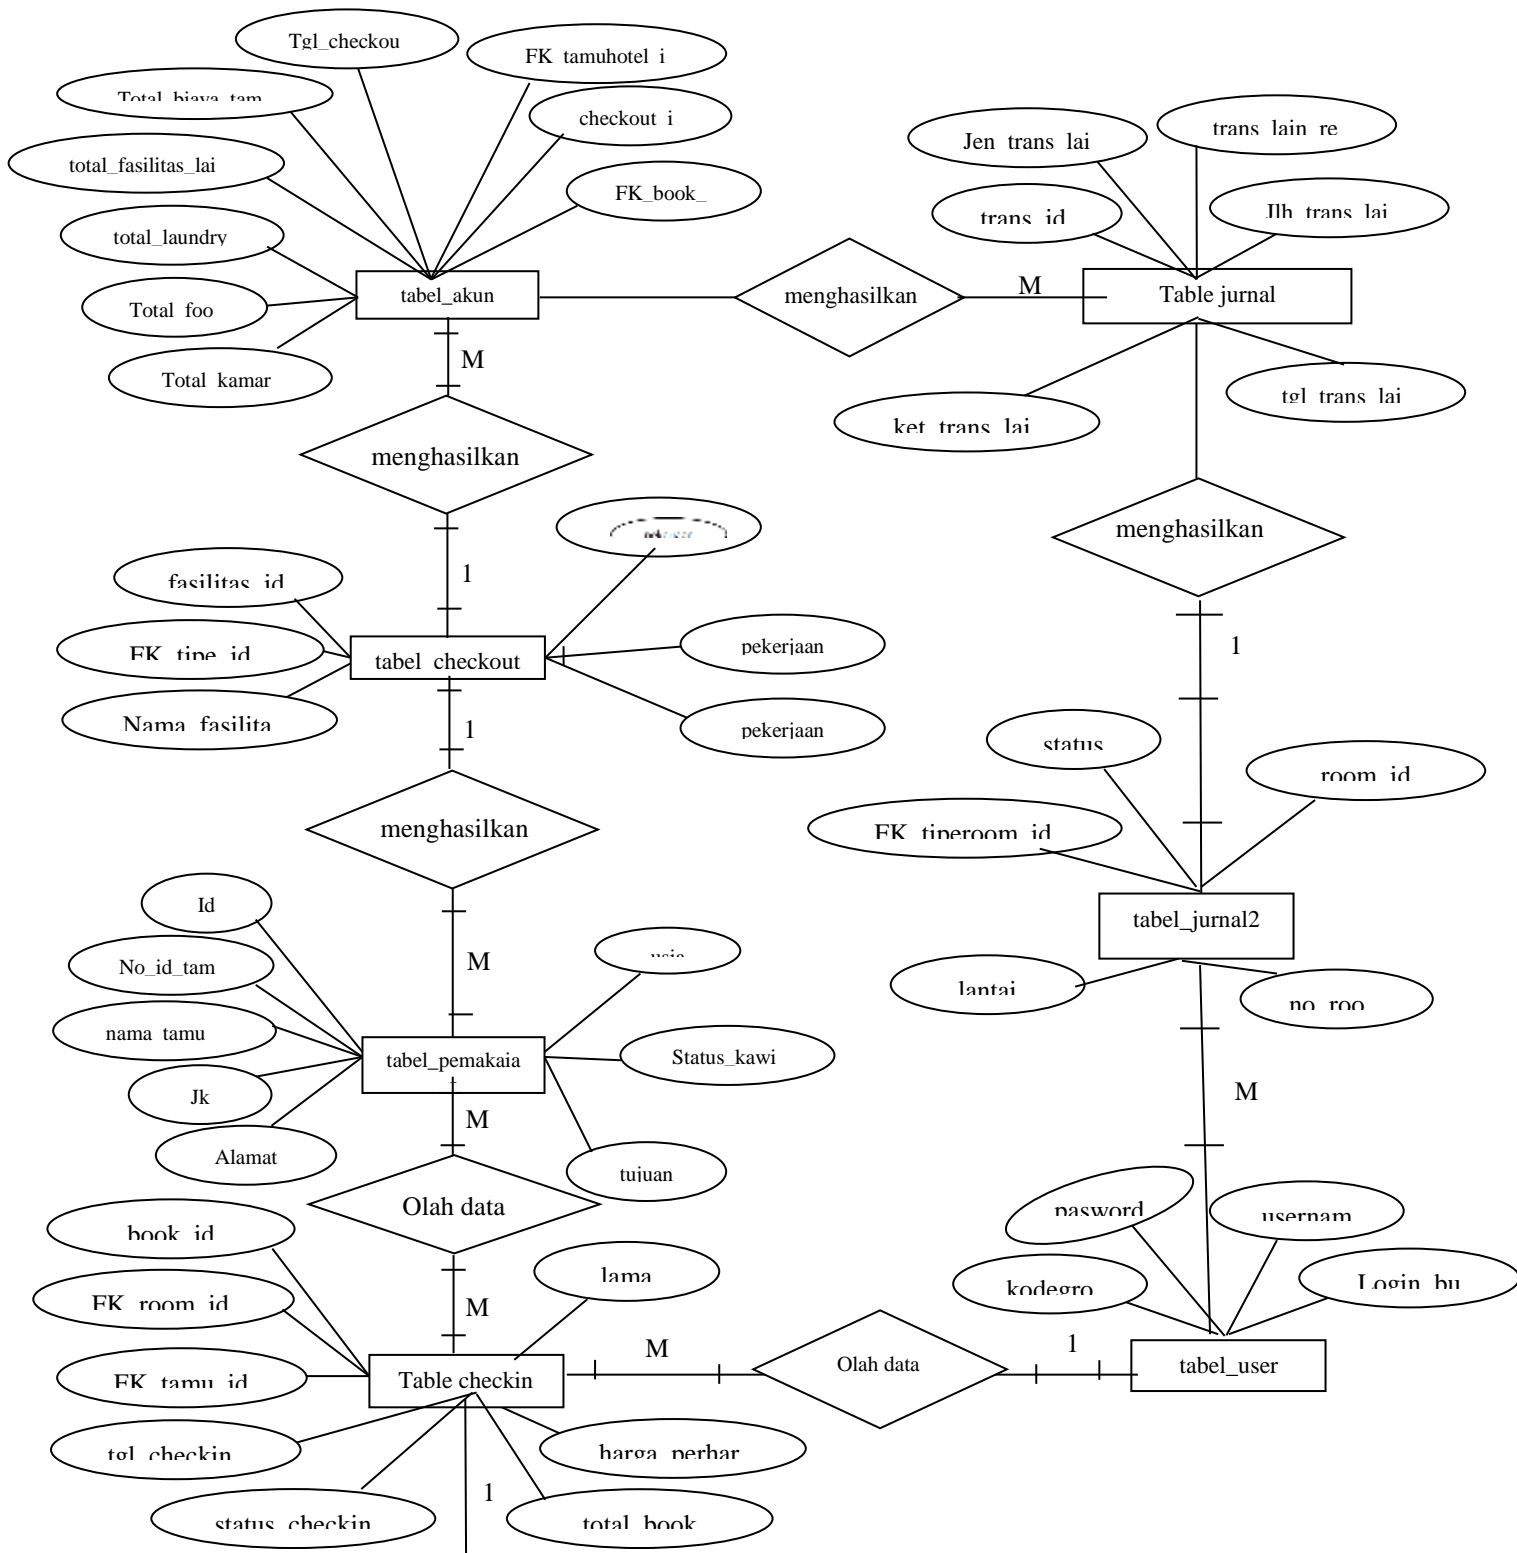 Tgl_checkou
FK_tamuhotel_i
Total_biaya_tam
checkout_i
Jen_trans_lai
trans_lain_re
total_fasilitas_lai
FK_book_
trans_id
Jlh_trans_lai
total_laundry
tabel_akun
menghasilkan
M
Table jurnal
Total_foo
M
Total_kamar
tgl_trans_lai
ket_trans_lai
menghasilkan
menghasilkan
fasilitas_id
1
pekerjaan
FK_tipe_id
tabel_checkout
1
Nama_fasilita
1
pekerjaan
status
room_id
menghasilkan
FK_tiperoom_id
Id
tabel_jurnal2
No_id_tam
M
usia
lantai
no_roo
nama_tamu
tabel_pemakaia
Status_kawi
Jk
M
M
Alamat
tujuan
Olah data
pasword
usernam
book_id
lama
kodegro
Login_bu
FK_room_id
M
M
Olah data
1
tabel_user
FK_tamu_id
Table checkin
tgl_checkin
harga_perhar
1
status_checkin
total_book